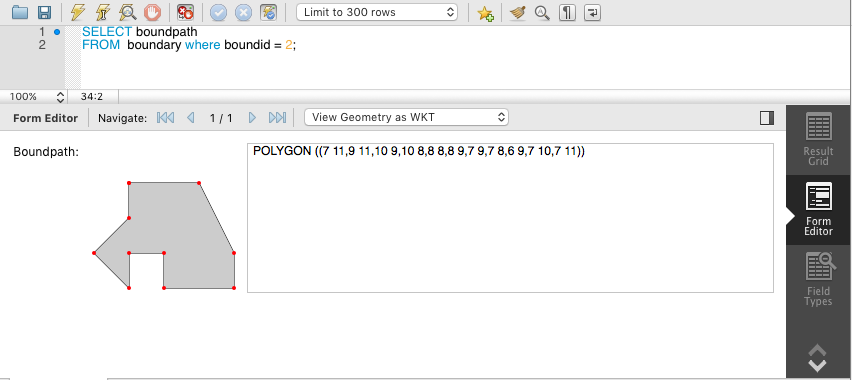 Limit to 300 rows
1 SELECT boundpath
2 FROM boundary where boundid = 2;
100% 34:2
Form Editor Navigate: 1 / 1 View Geometry as WKT
Boundpath:
POLYGON ((7 11,9 11,10 9,10 8,8 8,8 9,7 9,7 8,6 9,7 10,7 11))
Result
Grid
Form
Editor
Field
Types